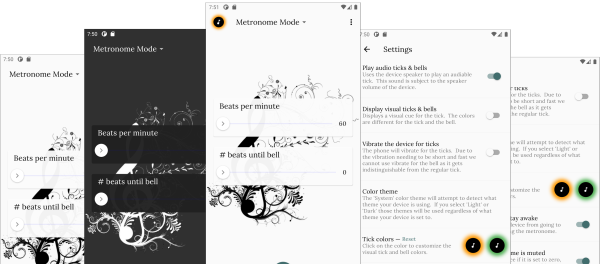 7:50
Metronome Mode
Beats per minute
# beats until bell
7:50
Metronome Mode
Beats per minute
# beats until bell
7:51
Metronome Mode
Beats per minute
60
# beats until bell
0
7:50
Settings
Play audio ticks & bells
Uses the device speaker to play an audiable
tick. This sound is subject to the speaker
volume of the device.
Display visual ticks & bells
Displays a visual cue for the tick. The colors
are different for the tick and the bell.
Vibrate the device for ticks
The phone will vibrate for the ticks. Due to
the vibration needing to be short and fast we
cannot use vibrate for the bell as it gets
indistinguishable from the regular tick.
Color theme
The 'System' color theme will attempt to detect what
theme your device is using. If you select 'Light' or
'Dark' those themes will be used regardless of what
theme your device is set to.
Tick colors — Reset
Click on the color to customize the
visual tick and bell colors.
ticks
for the ticks. Due to
be short and fast we
the bell as it gets
the regular tick.
will attempt to detect what
If you select 'Light' or
be used regardless of what
to.
customize the
stay awake
device from going to
the metronome.
is muted
if it is set to zero.